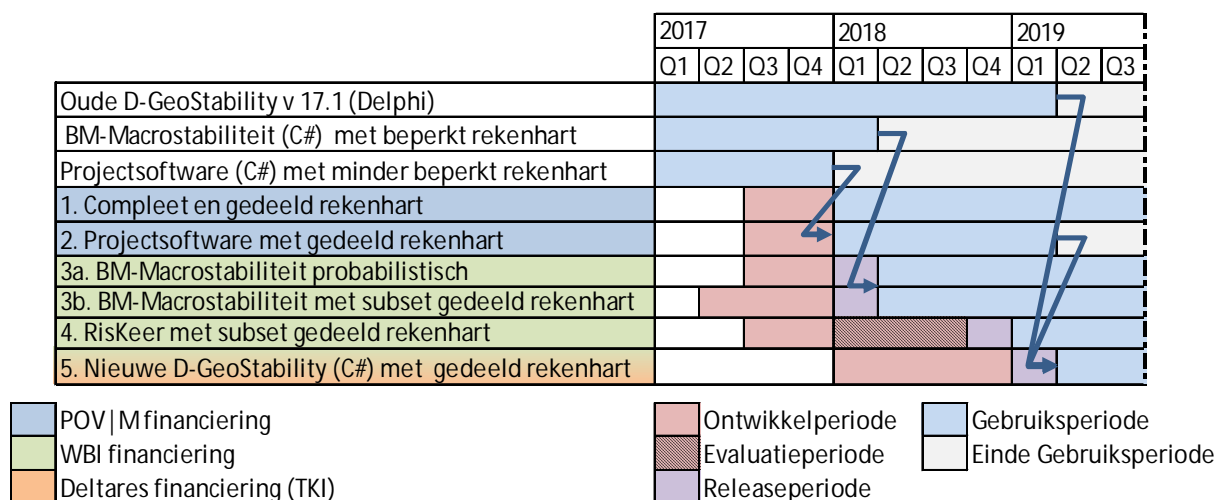 2017 2018 2019
Q1 Q2 Q3 Q4 Q1 Q2 Q3 Q4 Q1 Q2 Q3
Oude D-GeoStability v 17.1 (Delphi)
BM-Macrostabiliteit (C#) met beperkt rekenhart
Projectsoftware (C#) met minder beperkt rekenhart
1. Compleet en gedeeld rekenhart
2. Projectsoftware met gedeeld rekenhart
3a. BM-Macrostabiliteit probabilistisch
3b. BM-Macrostabiliteit met subset gedeeld rekenhart
4. RisKeer met subset gedeeld rekenhart
5. Nieuwe D-GeoStability (C#) met gedeeld rekenhart
POV|M financiering Ontwikkelperiode Gebruiksperiode
WBI financiering Evaluatieperiode Einde Gebruiksperiode
Deltares financiering (TKI) Releaseperiode